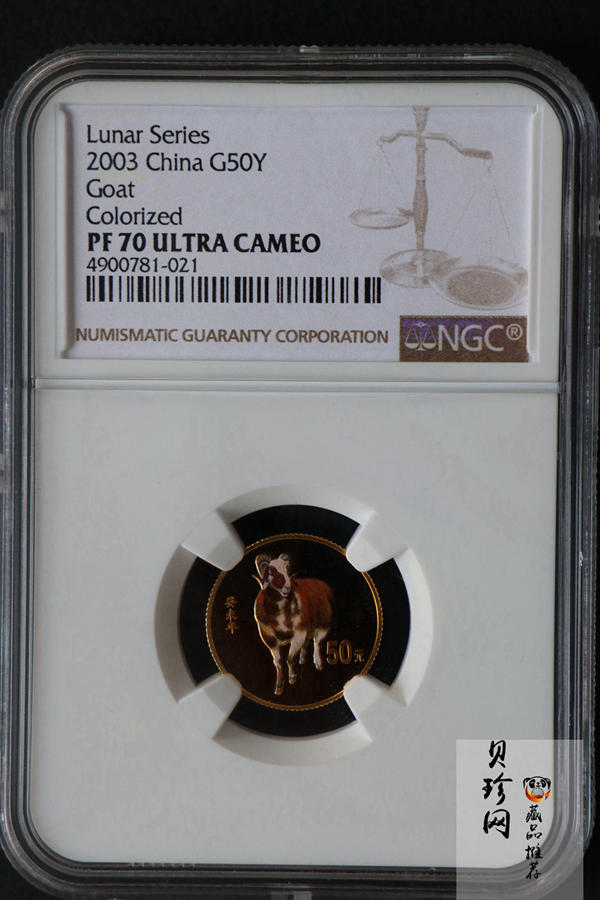 Lunar Series
2003 China G50Y
Goat
Colorized
PF 70 ULTRA CAMEO
4900781-021
NUMISMATIC GUARANTY CORPORATION
NGC®
癸未年
50元
贝珍网
藏品推荐